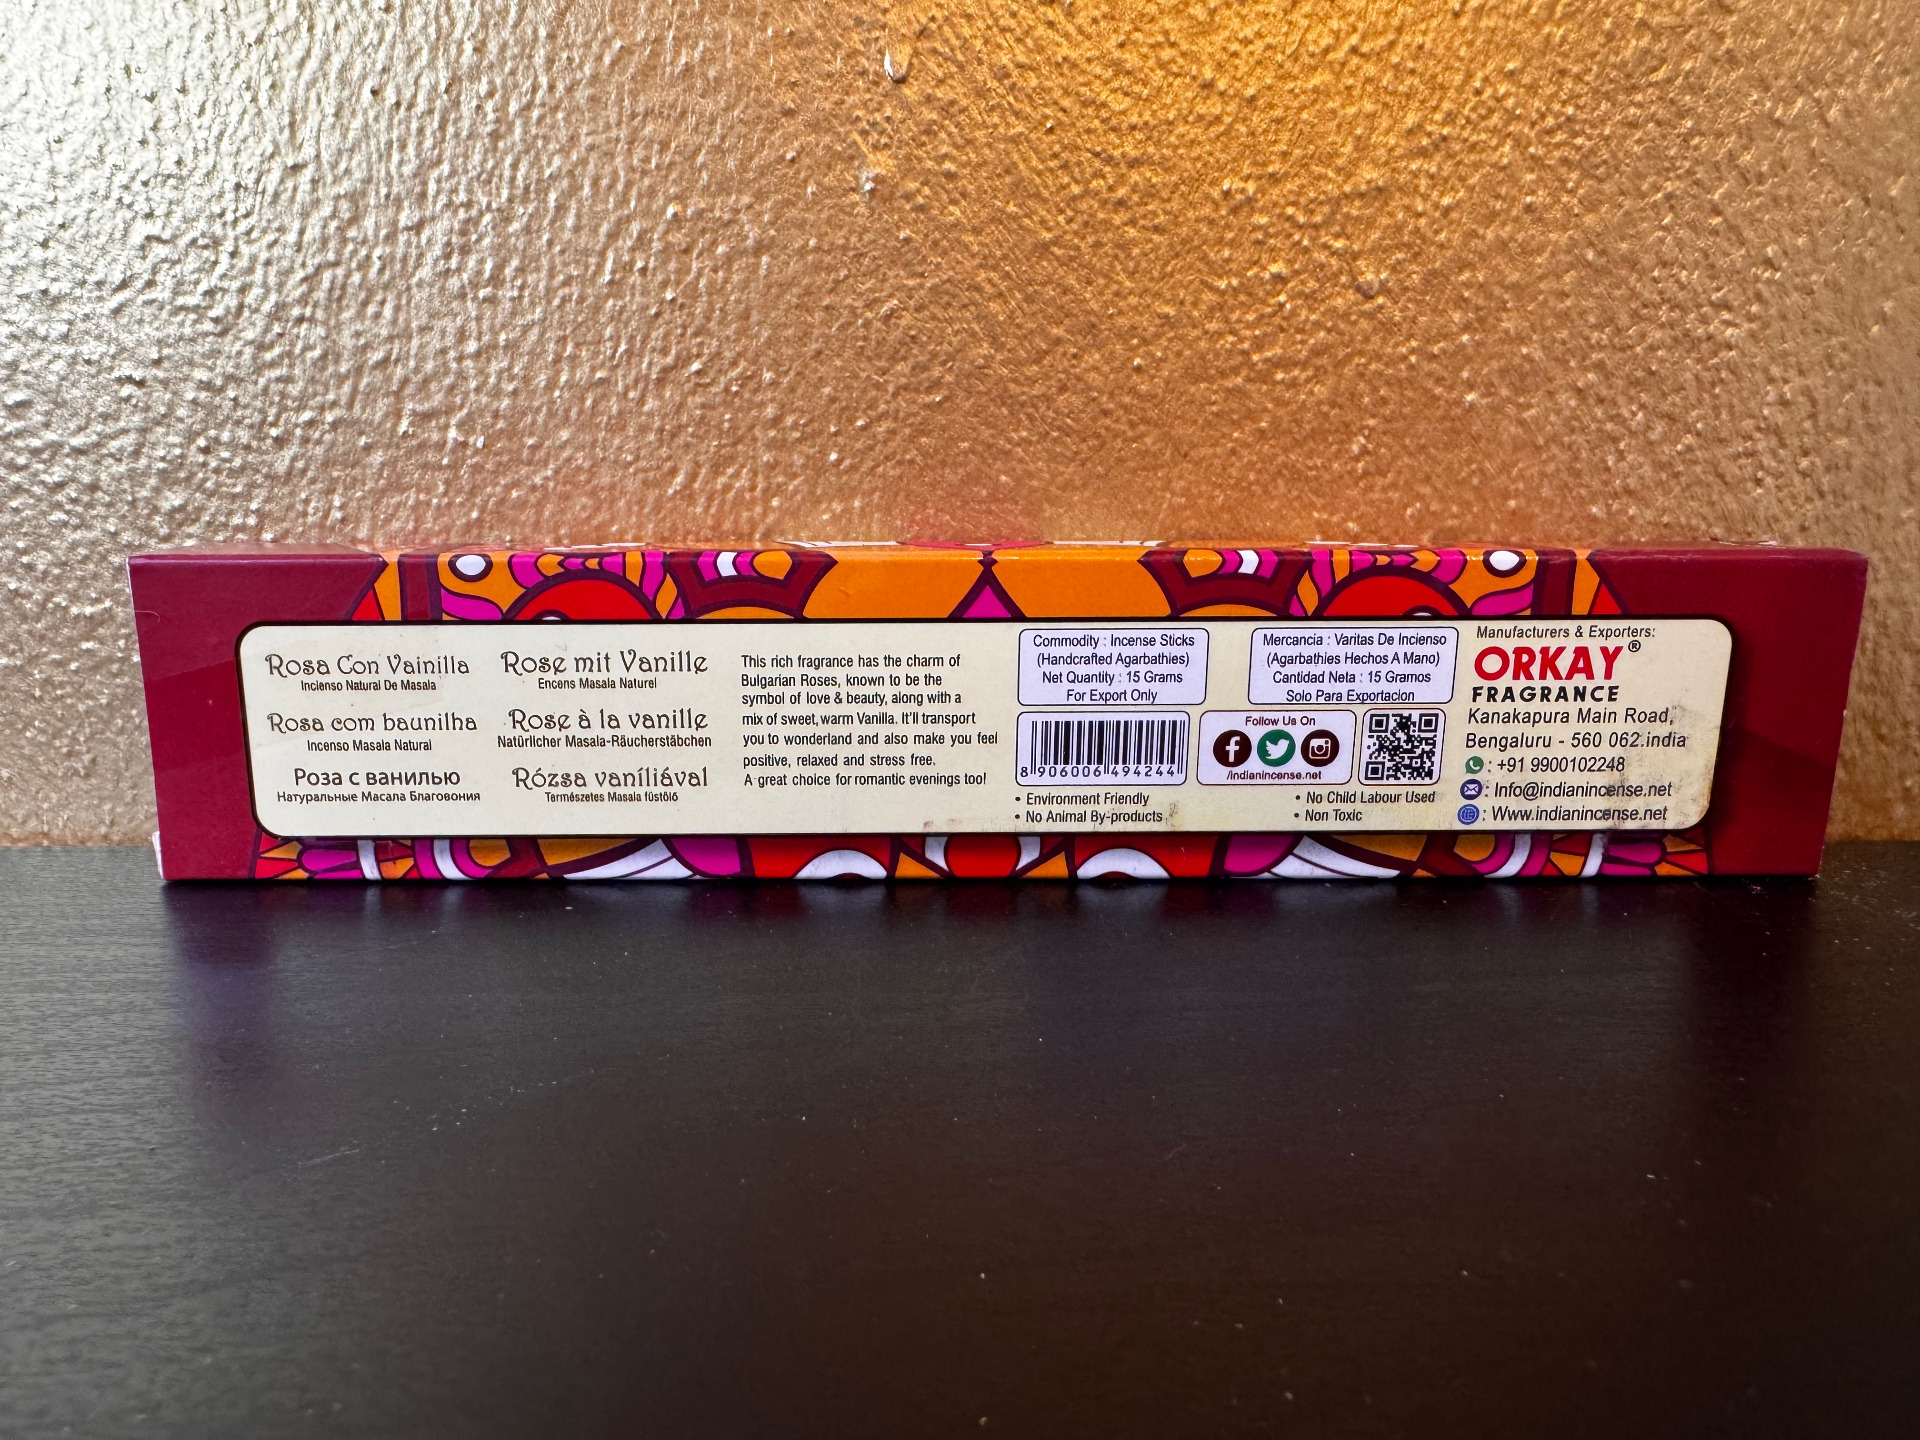 Rosa Con Vainilla
Incienso Natural De Masala
Rosa com baunilha
Incenso Masala Natural
Роза с ванилью
Натуральные Масала Благовония
Rose mit Vanille
Encens Masala Naturel
Rose à la vanille
Natürlicher Masala-Räucherstäbchen
Rózsa vaníliával
Természetes Masala füstölő
This rich fragrance has the charm of
Bulgarian Roses, known to be the
symbol of love & beauty, along with a
mix of sweet, warm Vanilla. It'll transport
you to wonderland and also make you feel
positive, relaxed and stress free.
A great choice for romantic evenings too!
Commodity : Incense Sticks
(Handcrafted Agarbathies)
Net Quantity : 15 Grams
For Export Only
Mercancia : Varitas De Incienso
(Agarbathies Hechos A Mano)
Cantidad Neta : 15 Gramos
Solo Para Exportacion
8 906006 494244
Follow Us On
/indianincense.net
• Environment Friendly
• No Animal By-products
• No Child Labour Used
• Non Toxic
Manufacturers & Exporters:
ORKAY®
FRAGRANCE
Kanakapura Main Road,
Bengaluru - 560 062.india
: +91 9900102248
: Info@indianincense.net
: Www.indianincense.net